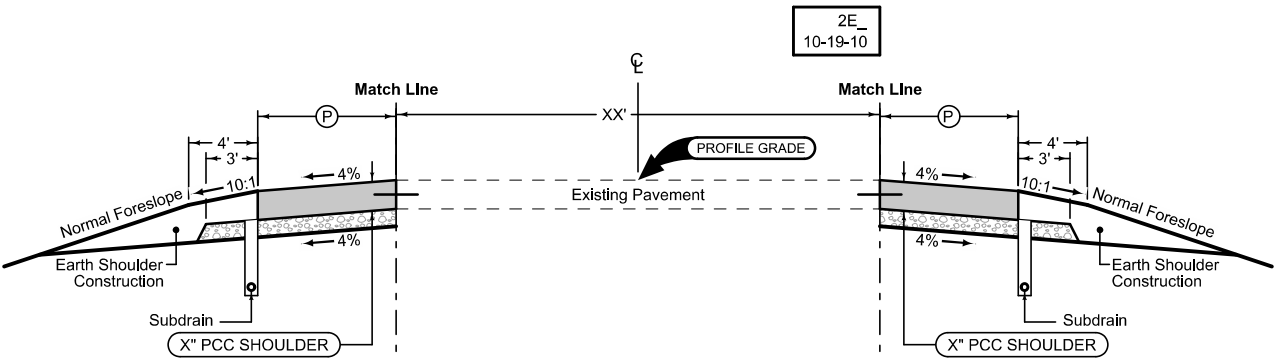 2E_
10-19-10
℄
Match Line
Match Line
P
XX'
P
4'
3'
4'
3'
PROFILE GRADE
10:1
4%
4%
10:1
Normal Foreslope
Existing Pavement
Normal Foreslope
4%
4%
Earth Shoulder
Construction
Earth Shoulder
Construction
Subdrain
Subdrain
X" PCC SHOULDER
X" PCC SHOULDER